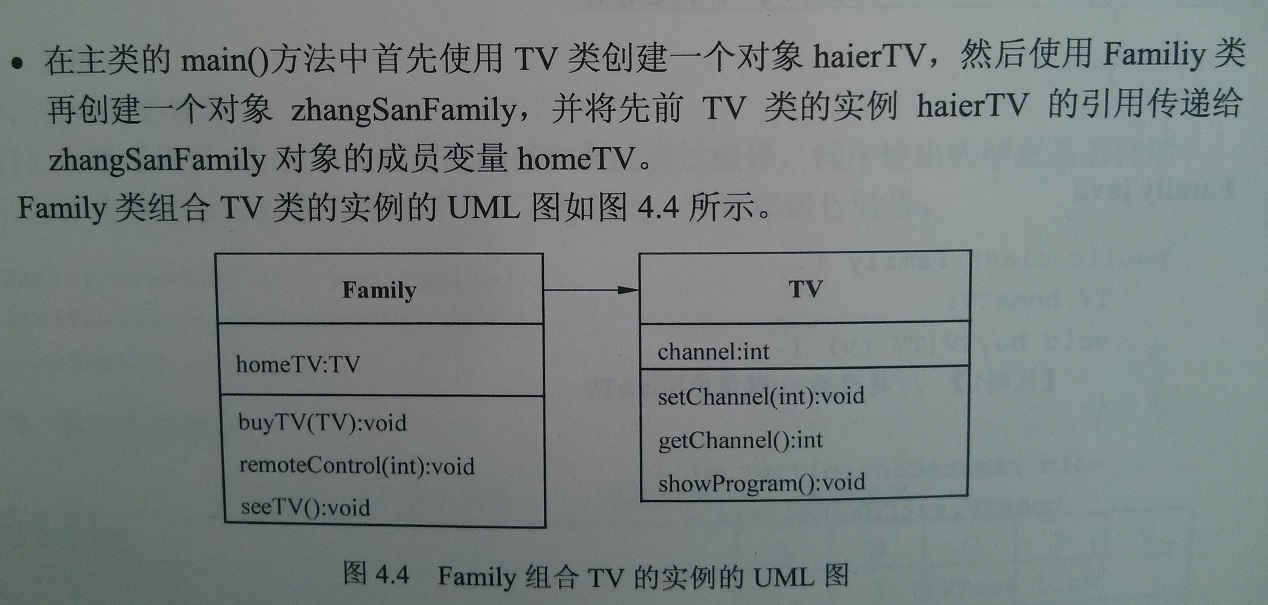 • 在主类的 main()方法中首先使用 TV 类创建一个对象 haierTV，然后使用 Familiy 类
再创建一个对象 zhangSanFamily，并将先前 TV 类的实例 haierTV 的引用传递给
zhangSanFamily 对象的成员变量 homeTV。
Family 类组合 TV 类的实例的 UML 图如图 4.4 所示。
Family
homeTV:TV
buyTV(TV):void
remoteControl(int):void
seeTV():void
TV
channel:int
setChannel(int):void
getChannel():int
showProgram():void
图 4.4 Family 组合 TV 的实例的 UML 图